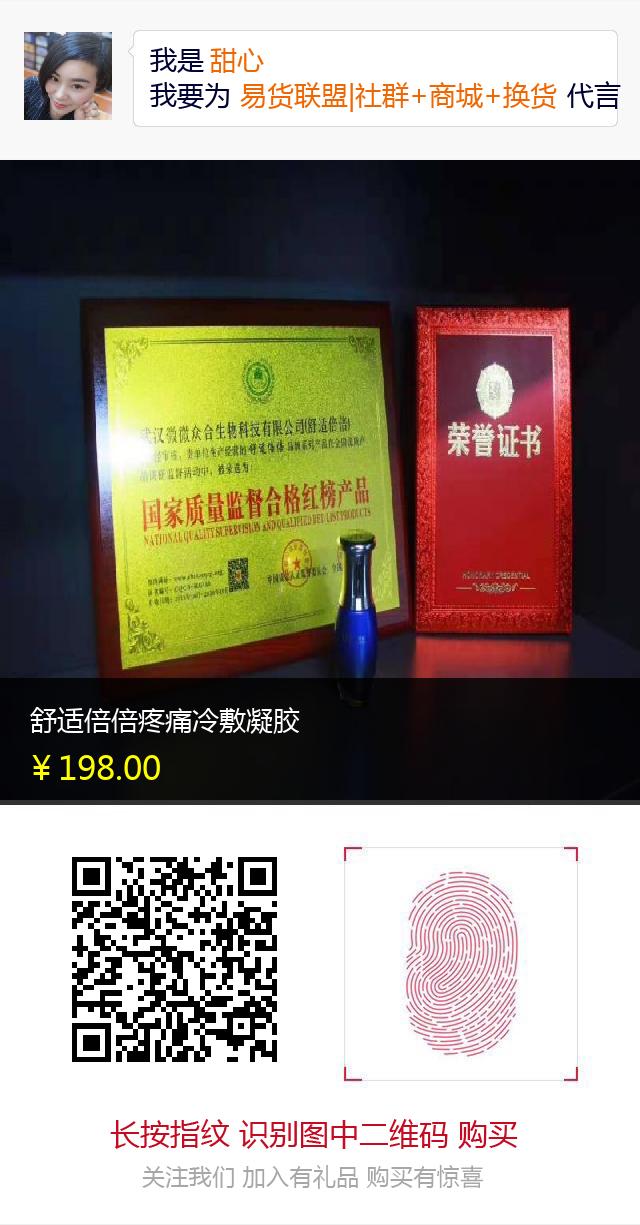 我是 甜心
我要为 易货联盟|社群+商城+换货 代言
武汉微微众合生物科技有限公司(舒适倍倍)
国家质量监督合格红榜产品
NATIONAL QUALITY SUPERVISION AND QUALIFIED RED LIST PRODUCTS
荣誉证书
HONORARY CREDENTIAL
舒适倍倍疼痛冷敷凝胶
￥198.00
长按指纹 识别图中二维码 购买
关注我们 加入有礼品 购买有惊喜